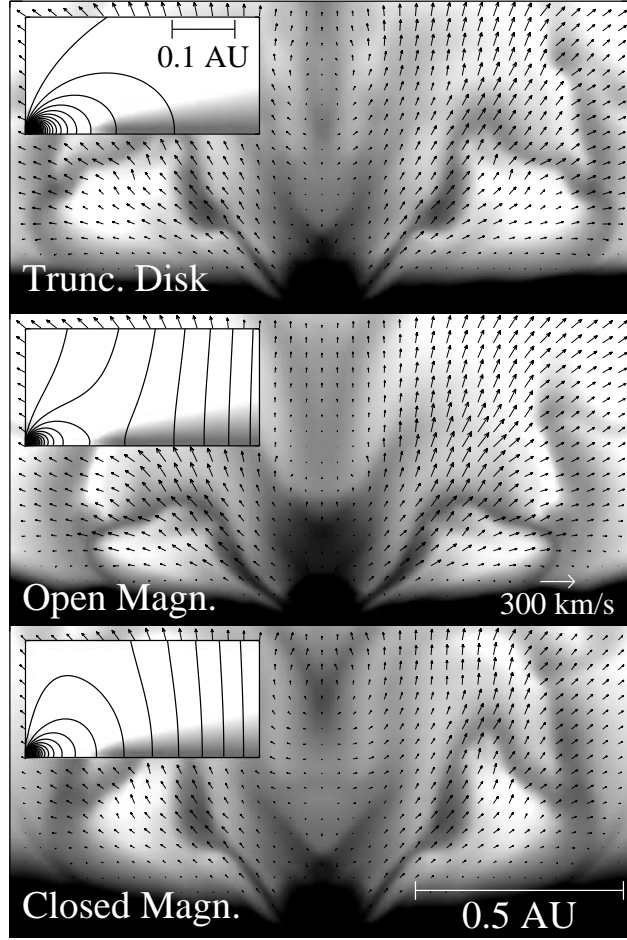 0.1 AU
Trunc. Disk
Open Magn.
300 km/s
Closed Magn.
0.5 AU